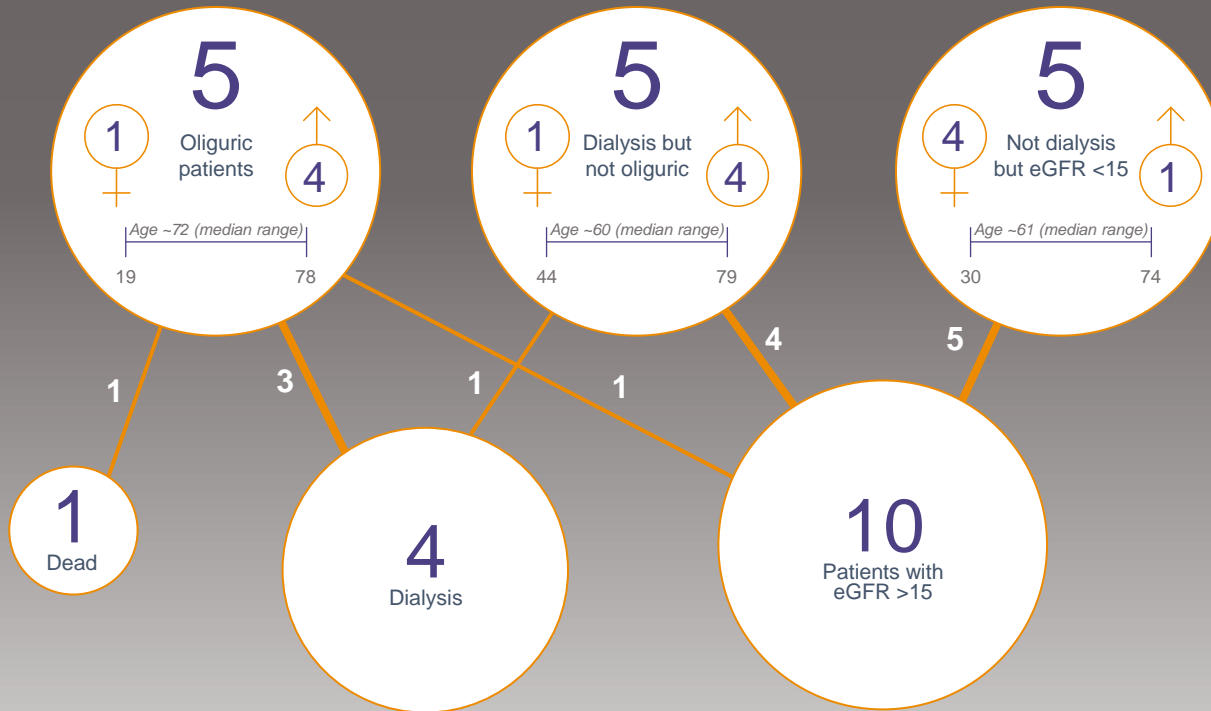 5
1
Oliguric
patients
4
Age ~72 (median range)
19
78
5
1
Dialysis but
not oliguric
4
Age ~60 (median range)
44
79
5
4
Not dialysis
but eGFR <15
1
Age ~61 (median range)
30
74
1
3
1
1
4
5
1
Dead
4
Dialysis
10
Patients with
eGFR >15